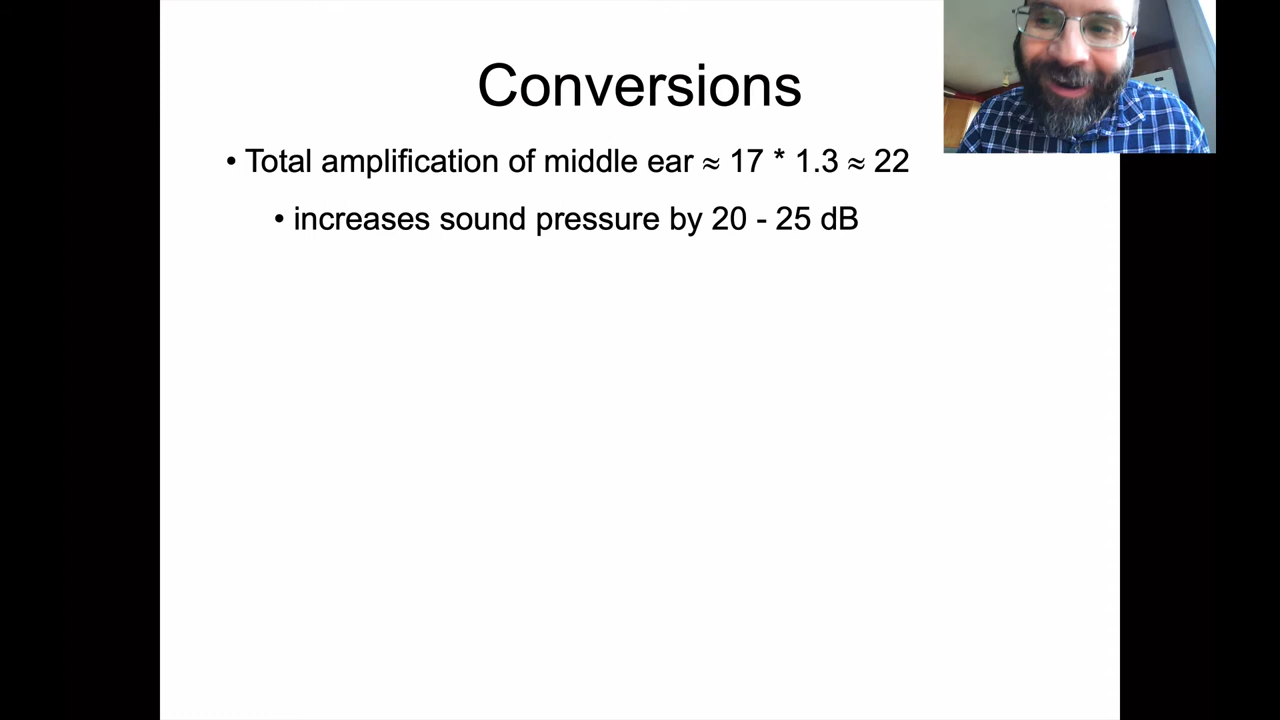 Conversions
• Total amplification of middle ear ≈ 17 * 1.3 ≈ 22
• increases sound pressure by 20 - 25 dB